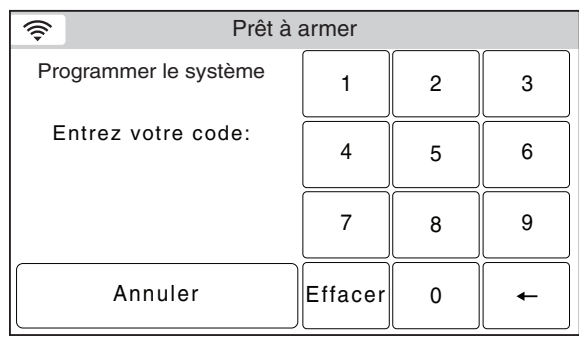 Prêt à armer
Programmer le système
Entrez votre code:
1 2 3
4 5 6
7 8 9
Annuler Effacer 0 ←